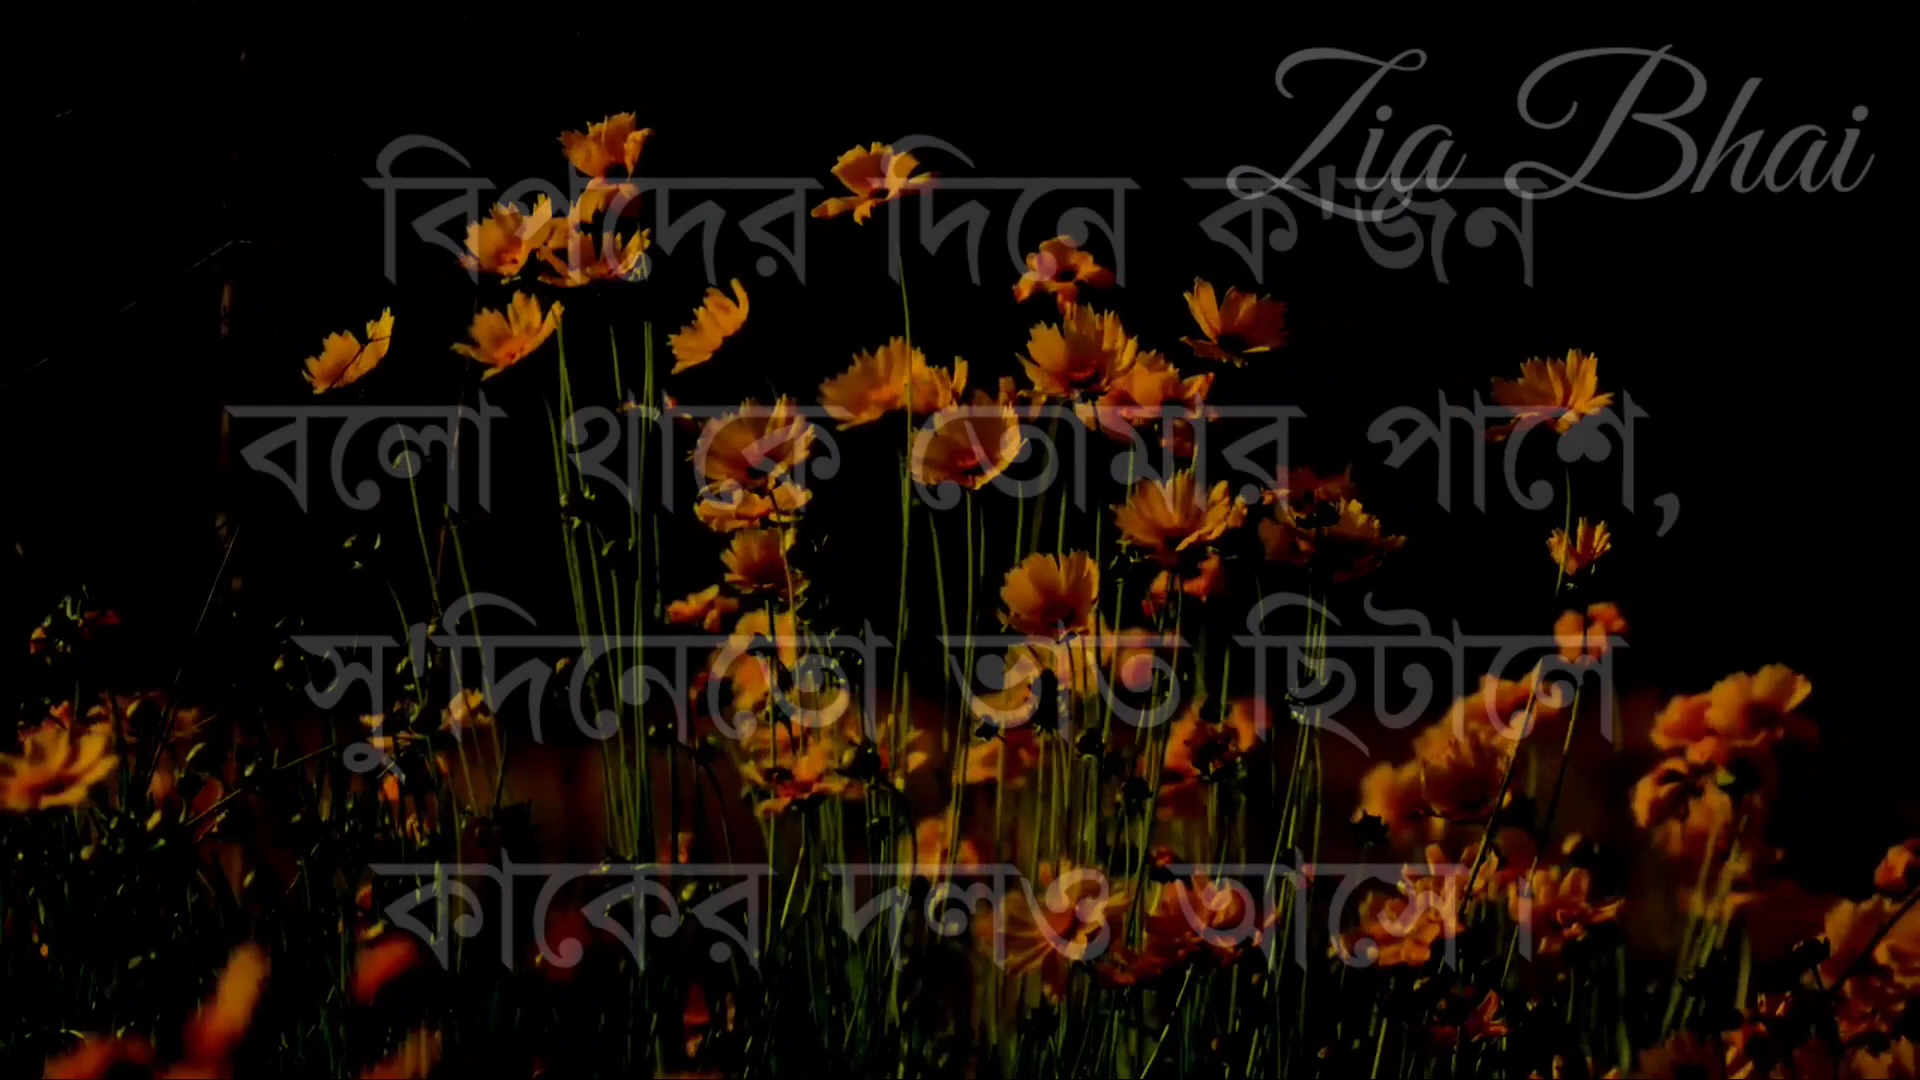 Zia Bhai
বিপদের দিনে ক'জন
বলো থাকে তোমার পাশে,
সু'দিনেতো ভাত ছিটালে
কাকের দলও আসে।